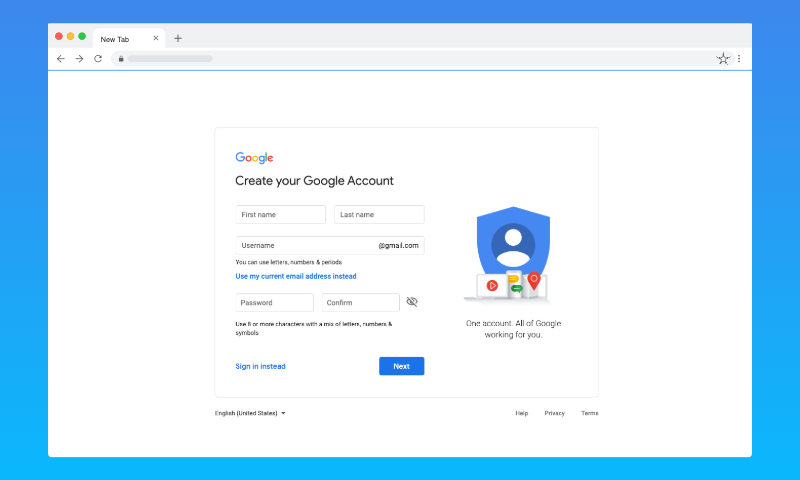 New Tab
Google
Create your Google Account
First name
Last name
Username
@gmail.com
You can use letters, numbers & periods
Use my current email address instead
Password
Confirm
Use 8 or more characters with a mix of letters, numbers &
symbols
One account. All of Google
working for you.
Sign in instead
Next
English (United States)
Help
Privacy
Terms